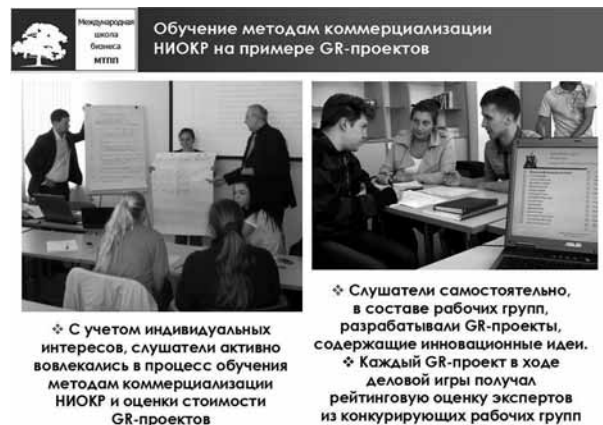 Международная
школа
бизнеса
МТПП
Обучение методам коммерциализации
НИОКР на примере GR-проектов
❖ С учетом индивидуальных
интересов, слушатели активно
вовлекались в процесс обучения
методам коммерциализации
НИОКР и оценки стоимости
GR-проектов
❖ Слушатели самостоятельно,
в составе рабочих групп,
разрабатывали GR-проекты,
содержащие инновационные идеи.
❖ Каждый GR-проект в ходе
деловой игры получал
рейтинговую оценку экспертов
из конкурирующих рабочих групп
ASUS